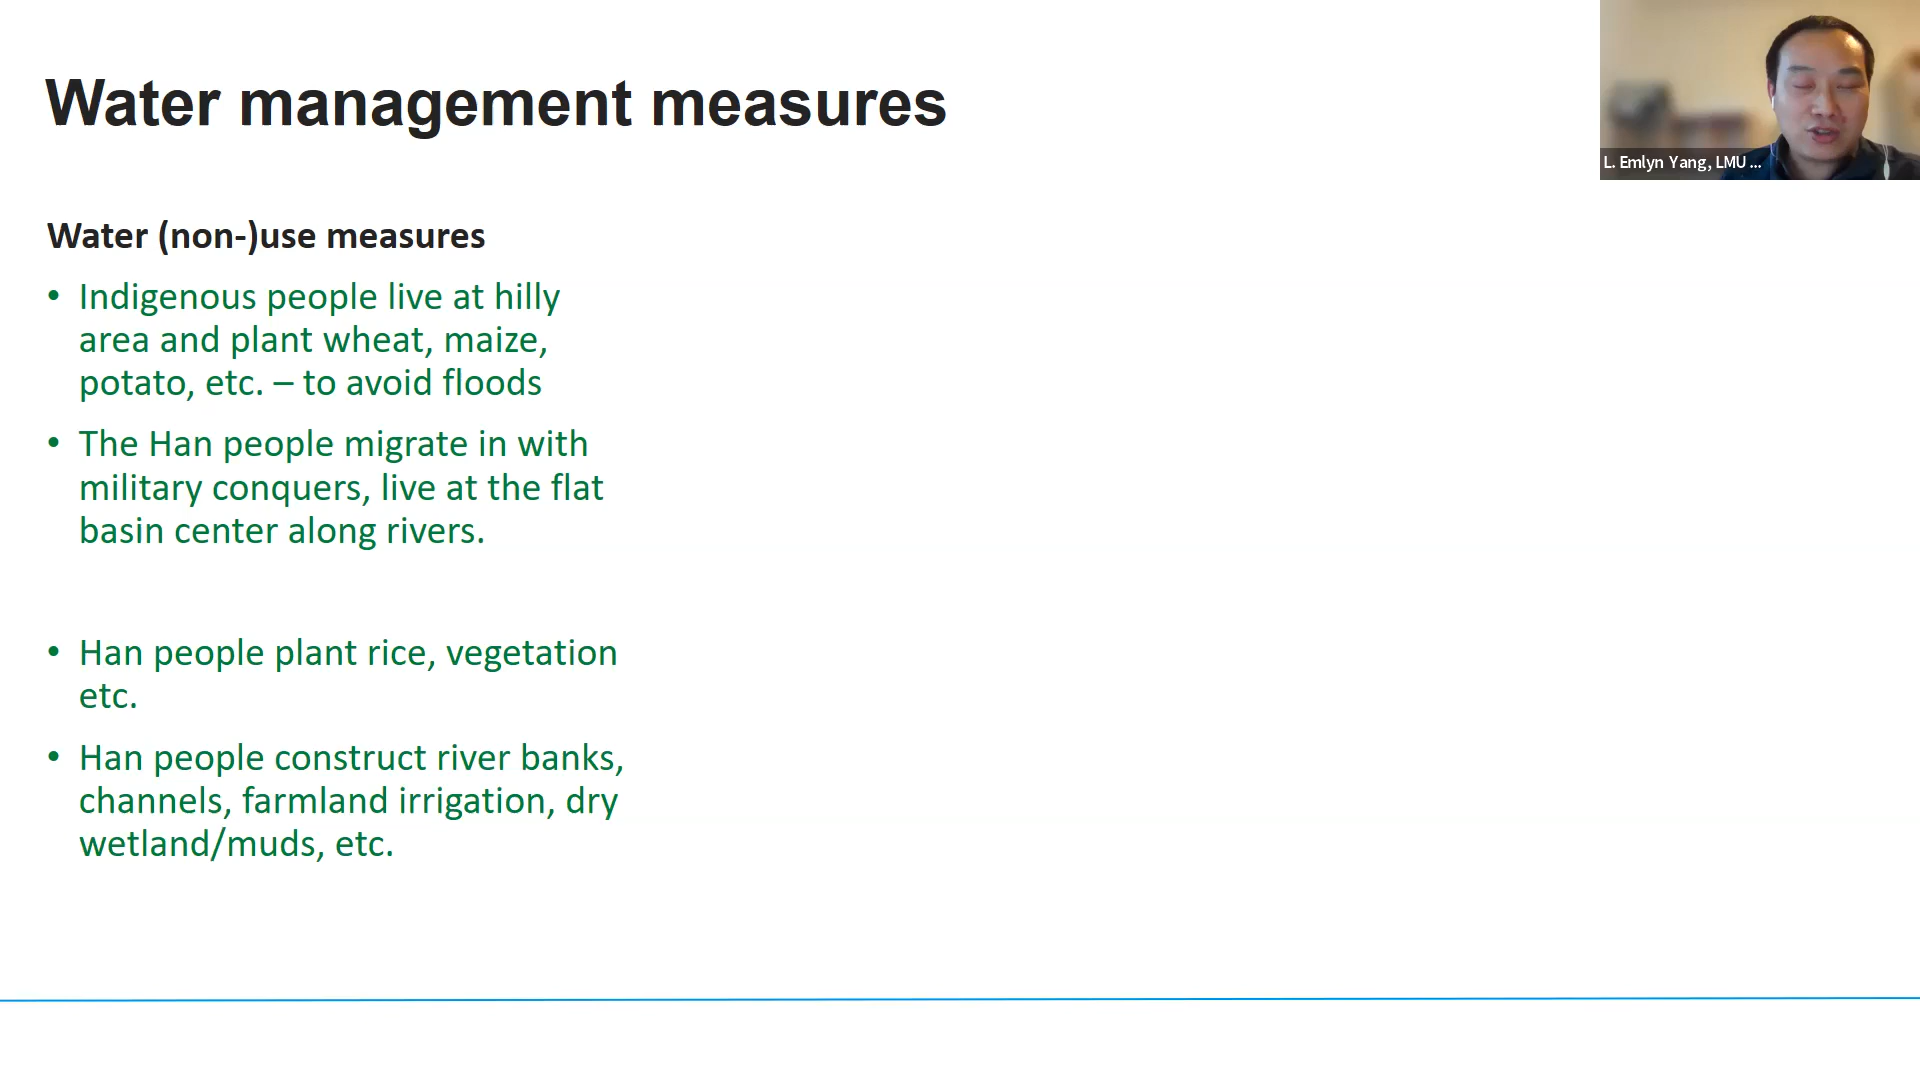 Water management measures
L. Emlyn Yang, LMU ...
Water (non-)use measures
• Indigenous people live at hilly
area and plant wheat, maize,
potato, etc. – to avoid floods
• The Han people migrate in with
military conquers, live at the flat
basin center along rivers.
• Han people plant rice, vegetation
etc.
• Han people construct river banks,
channels, farmland irrigation, dry
wetland/muds, etc.